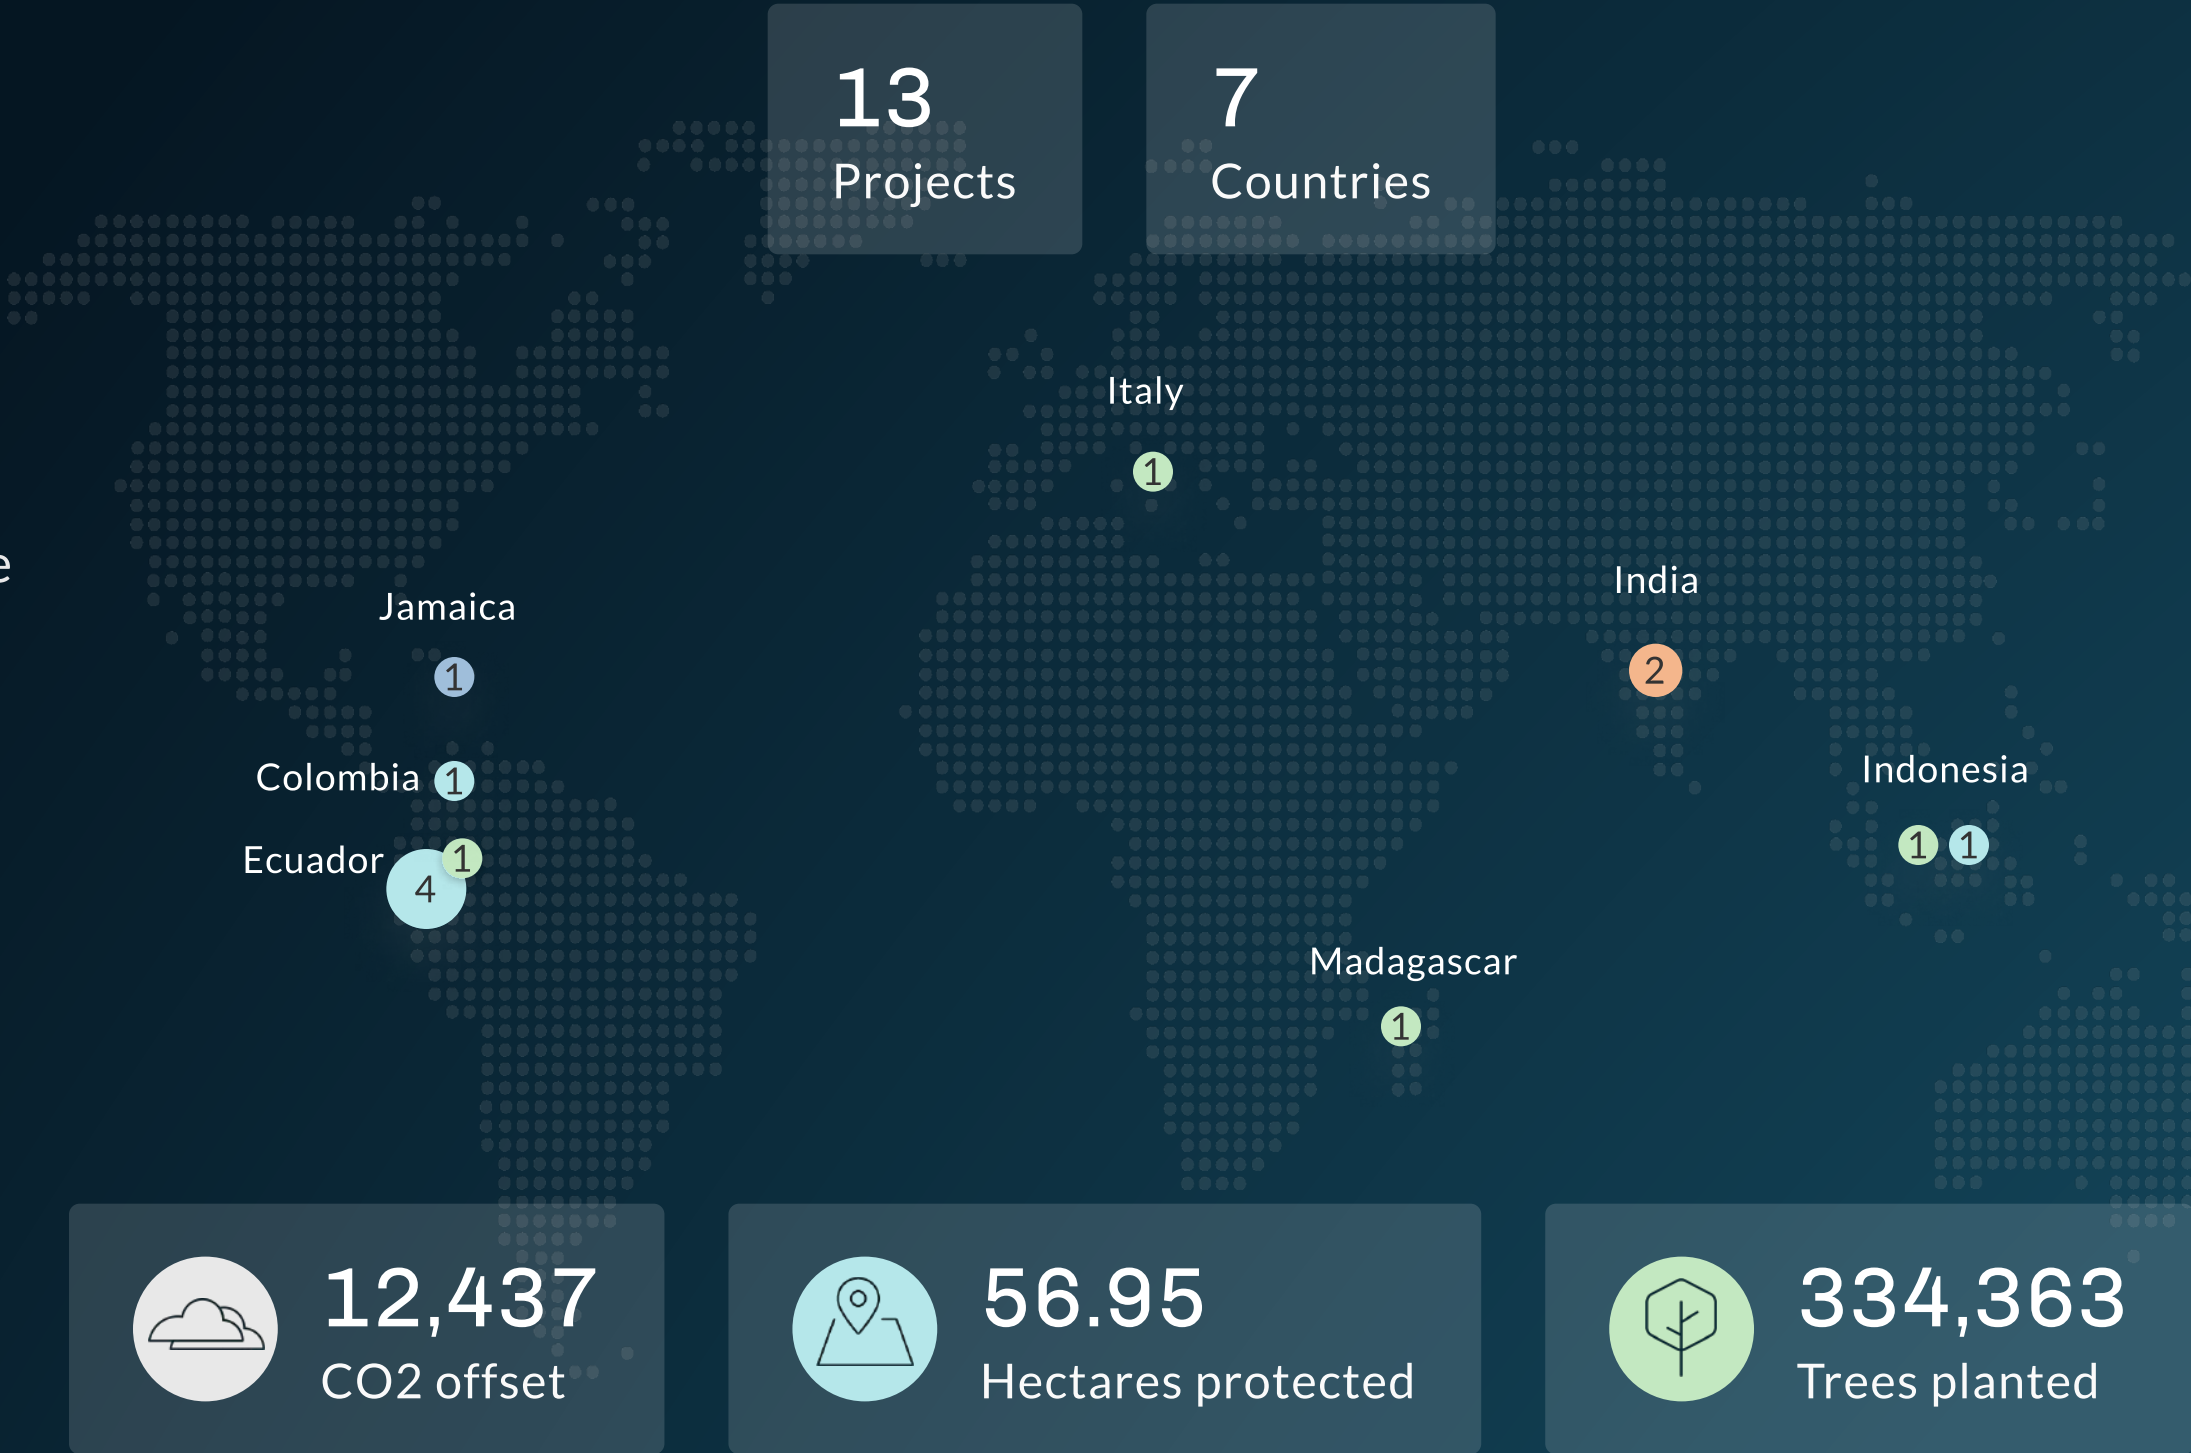 13
Projects
7
Countries
Italy
1
e
India
2
Jamaica
1
Colombia 1
Indonesia
1 1
Ecuador 1
4
Madagascar
1
12,437
CO2 offset
56.95
Hectares protected
334,363
Trees planted